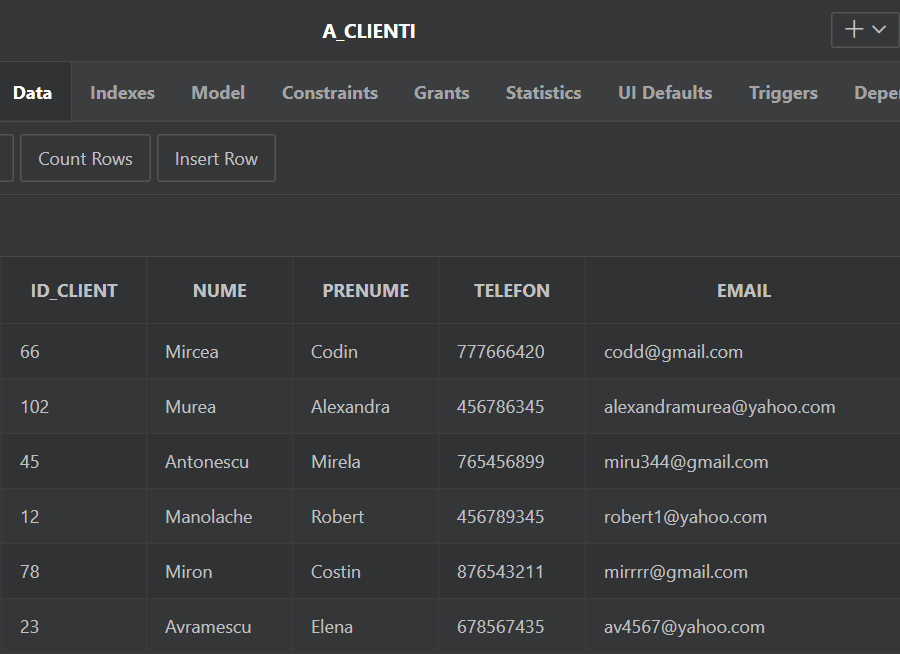 A_CLIENTI
Data Indexes Model Constraints Grants Statistics UI Defaults Triggers
Count Rows Insert Row
ID_CLIENT NUME PRENUME TELEFON EMAIL
66 Mircea Codin 777666420 codd@gmail.com
102 Murea Alexandra 456786345 alexandramurea@yahoo.com
45 Antonescu Mirela 765456899 miru344@gmail.com
12 Manolache Robert 456789345 robert1@yahoo.com
78 Miron Costin 876543211 mirrrr@gmail.com
23 Avramescu Elena 678567435 av4567@yahoo.com